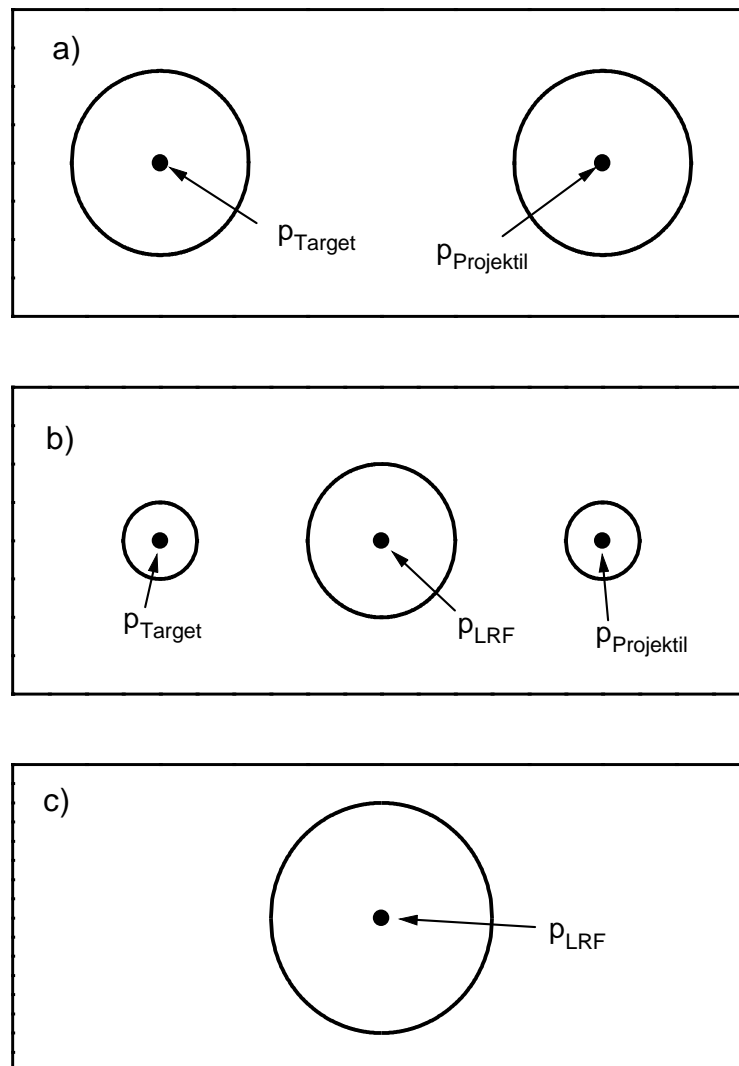 a)
pTarget
pProjektil
b)
pTarget
pLRF
pProjektil
c)
pLRF